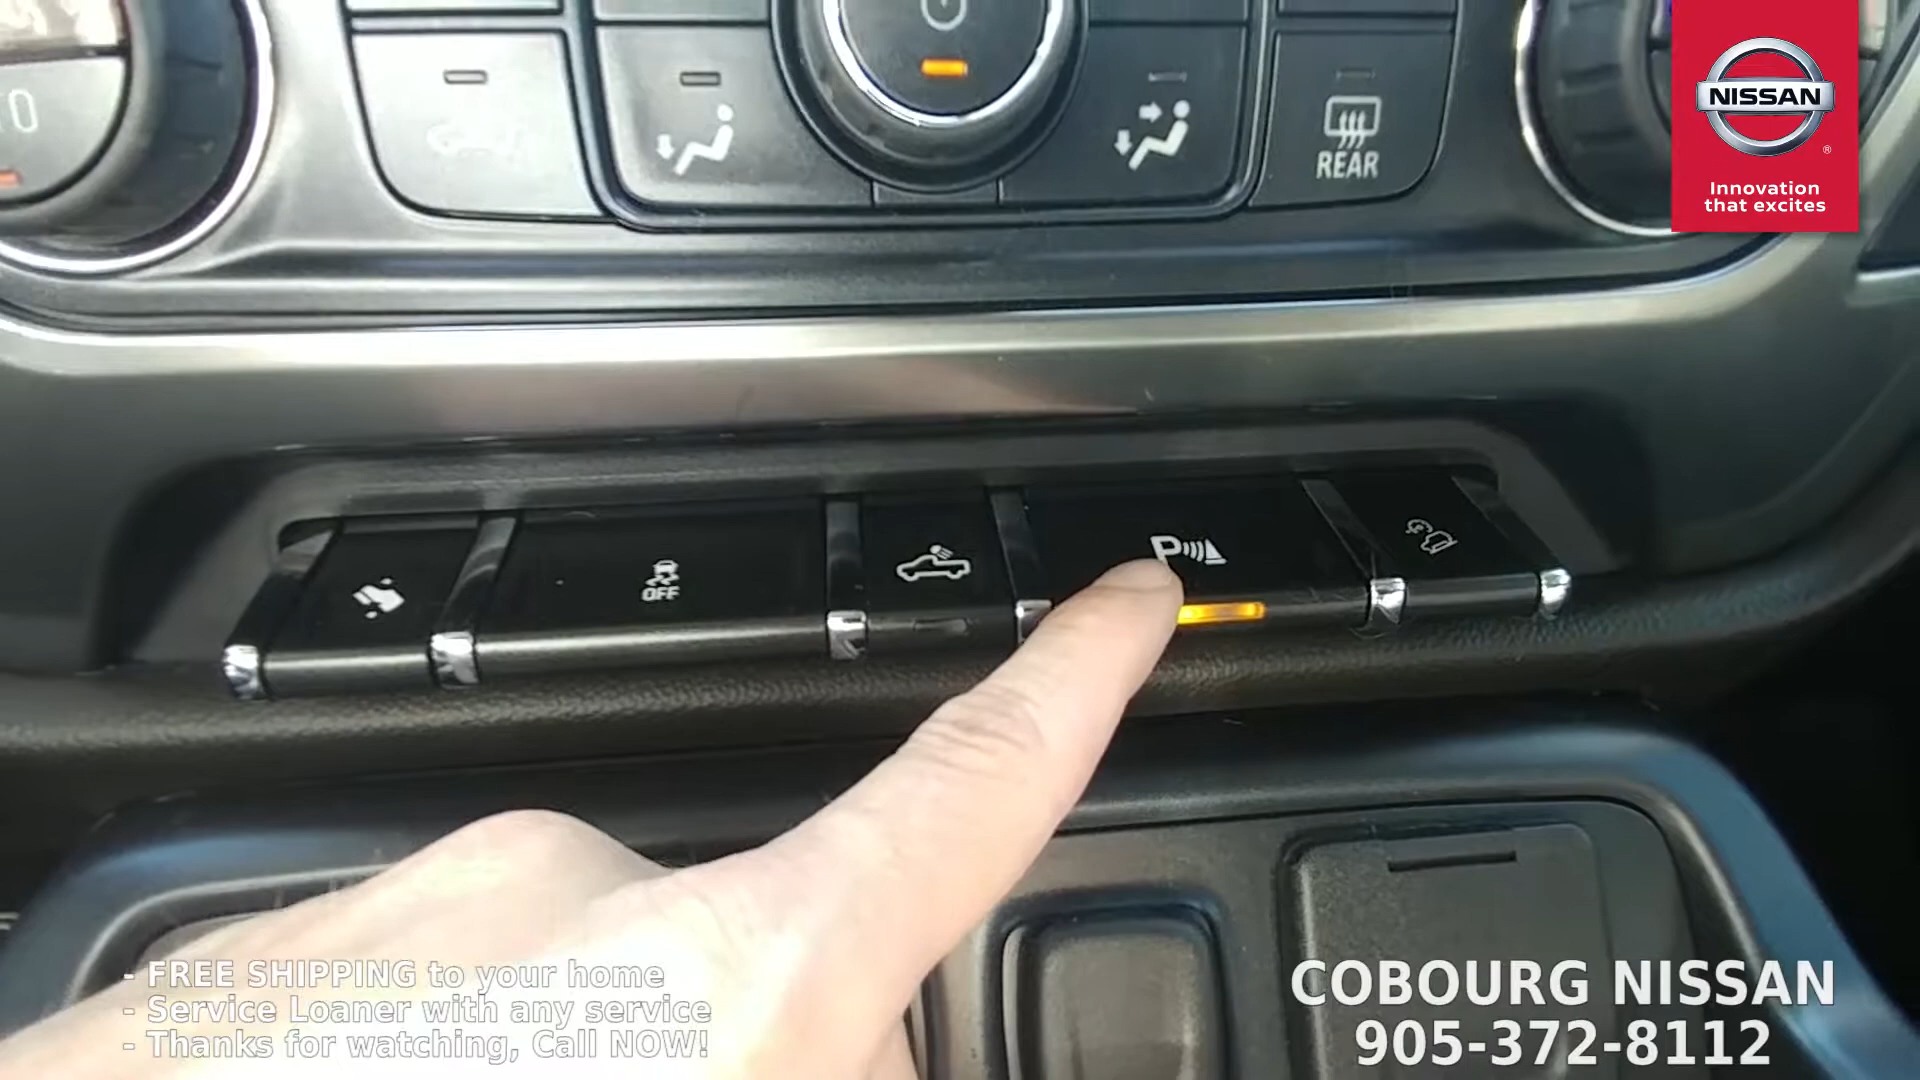 NISSAN
®
Innovation
that excites
REAR
OFF
P
- FREE SHIPPING to your home
- Service Loaner with any service
- Thanks for watching, Call NOW!
COBOURG NISSAN
905-372-8112